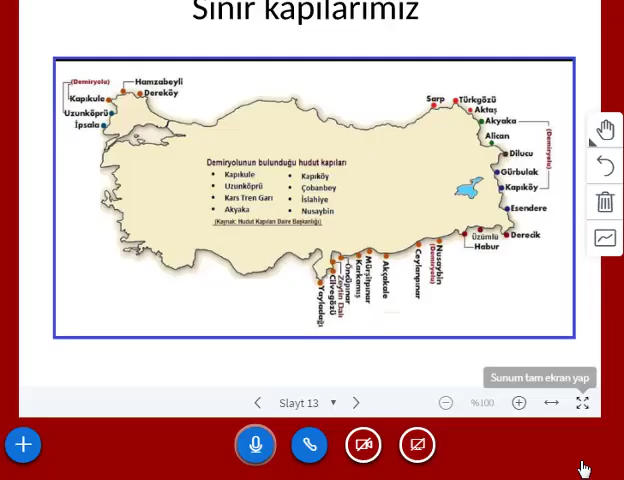 Sınır kapılarımız
(Demiryolu)
Hamzabeyli
Dereköy
Kapıkule
Uzunköprü
İpsala
Sarp
Türkgözü
Aktaş
Akyaka
Alican
(Demiryolu)
Dilucu
Gürbulak
Kapıköy
Esendere
Derecik
Üzümlü
Habur
Demiryolunun bulunduğu hudut kapıları
• Kapıkule
• Uzunköprü
• Kars Tren Garı
• Akyaka
• Kapıköy
• Çobanbey
• İslahiye
• Nusaybin
(Kaynak: Hudut Kapıları Daire Başkanlığı)
Yayladağı
Cilvegözü
Zeytin Dalı
Öncüpınar
Karkamış
Mürşitpınar
Akçakale
Ceylanpınar
Nusaybin
(Demiryolu)
Sunum tam ekran yap
Slayt 13
%100